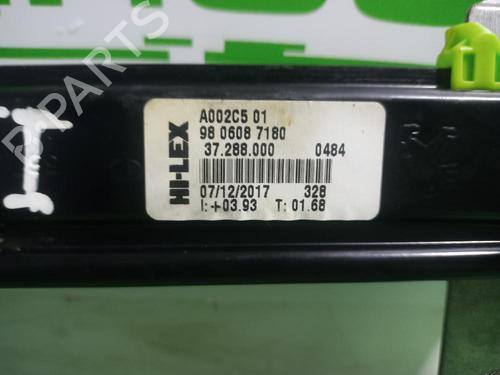 A002C5 01
98 0608 7180
37.288.000 0484
HI-LEX
07/12/2017 328
I:+03.93 T: 01.68
B-Parts